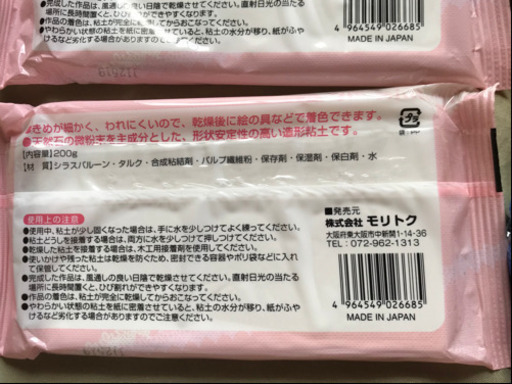 ●完成した作品は、風通しの良い日陰で乾燥させてください。直射日光の当たる
場所に長時間置くと、ひび割れができやすくなります。
●作品の着色は、粘土が完全に乾燥してからおこなってください。
●やわらかい状態の粘土を紙に密着させていると、粘土の水分が移り、紙がふや
けるなど劣化する場合がありますのでご注意ください。
4 964549 026685
MADE IN JAPAN
●きめが細かく、われにくいので、乾燥後に絵の具などで着色できます。
●天然石の微粉末を主成分とした、形状安定性の高い造形粘土です。
【内容量】200g
【材 質】シラスバルーン・タルク・合成粘結剤・パルプ繊維粉・保存剤・保湿剤・保白剤・水
プラ
使用上の注意
●使用中、粘土が少し固くなった場合は、手に水を少しつけてよく練ってください。
●粘土どうしを接着する場合は、両方に水を少しつけて押しつけてください。
●乾燥した粘土を接着する場合は、木工用接着剤を使用してください。
●使いかけや残った粘土は乾燥を防ぐため、密封できる容器やポリ袋などに入れ
て保管してください。
●完成した作品は、風通しの良い日陰で乾燥させてください。直射日光の当たる
場所に長時間置くと、ひび割れができやすくなります。
●作品の着色は、粘土が完全に乾燥してからおこなってください。
●やわらかい状態の粘土を紙に密着させていると、粘土の水分が移り、紙がふや
けるなど劣化する場合がありますのでご注意ください。
■発売元
株式会社 モリトク
大阪府東大阪市中新開1-14-36
TEL：072-962-1313
4 964549 026685
MADE IN JAPAN